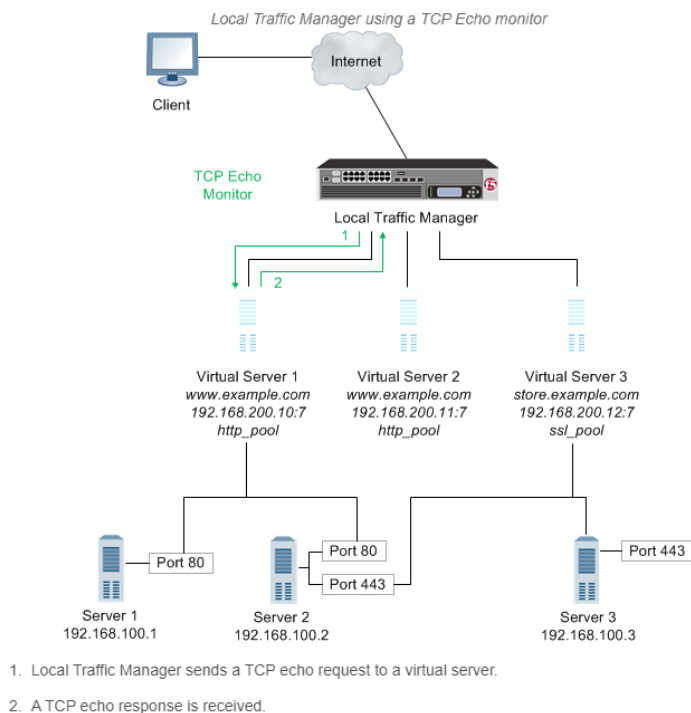 Local Traffic Manager using a TCP Echo monitor
Internet
Client
TCP Echo
Monitor
f5
Local Traffic Manager
1
2
Virtual Server 1
www.example.com
192.168.200.10:7
http_pool
Virtual Server 2
www.example.com
192.168.200.11:7
http_pool
Virtual Server 3
store.example.com
192.168.200.12:7
ssl_pool
Port 80
Port 80
Port 443
Port 443
Server 1
192.168.100.1
Server 2
192.168.100.2
Server 3
192.168.100.3
1. Local Traffic Manager sends a TCP echo request to a virtual server.
2. A TCP echo response is received.